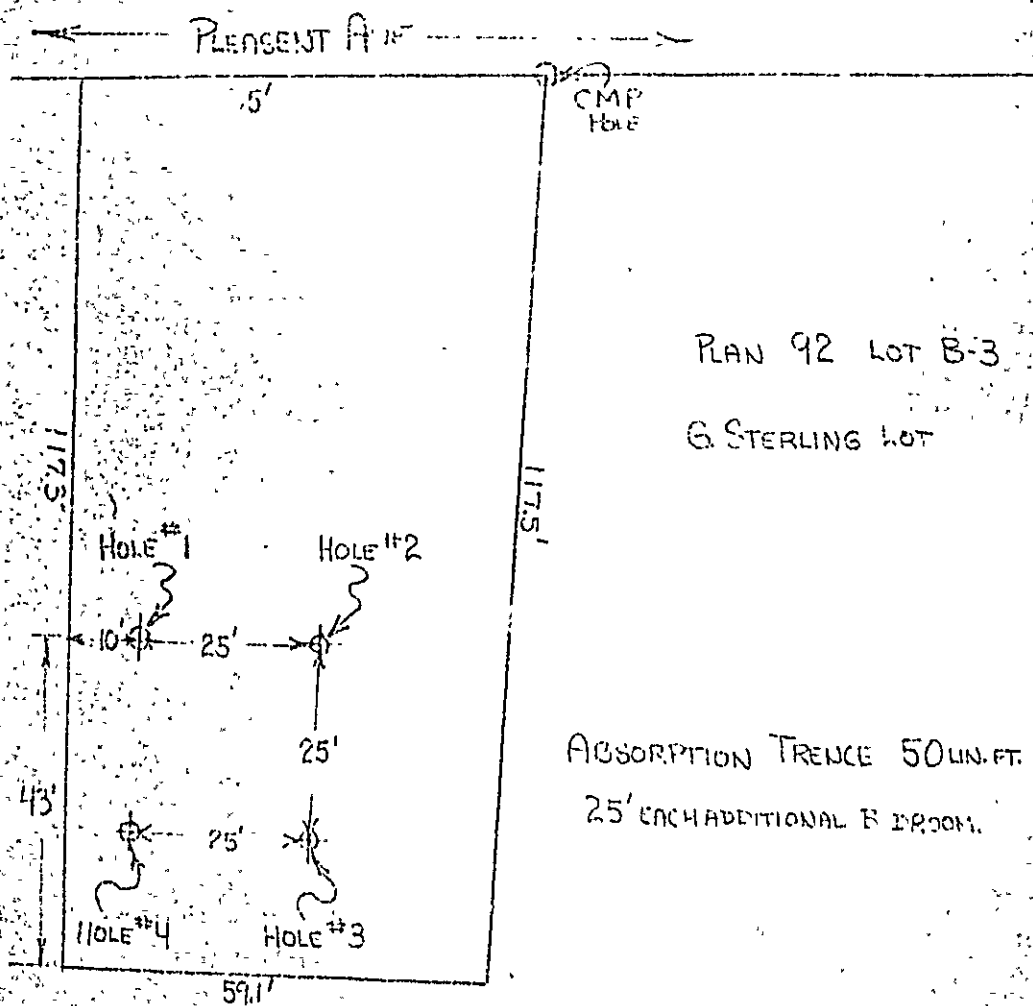 PLEASENT
.5'
CMP
HOLE
PLAN 92 LOT B-3
G. STERLING LOT
117.5'
117.5'
HOLE #1
HOLE #2
10'
25'
25'
43'
ABSORPTION TRENCE 50 LIN. FT.
25' EACH ADDITIONAL
25'
HOLE #4
HOLE #3
59.1'